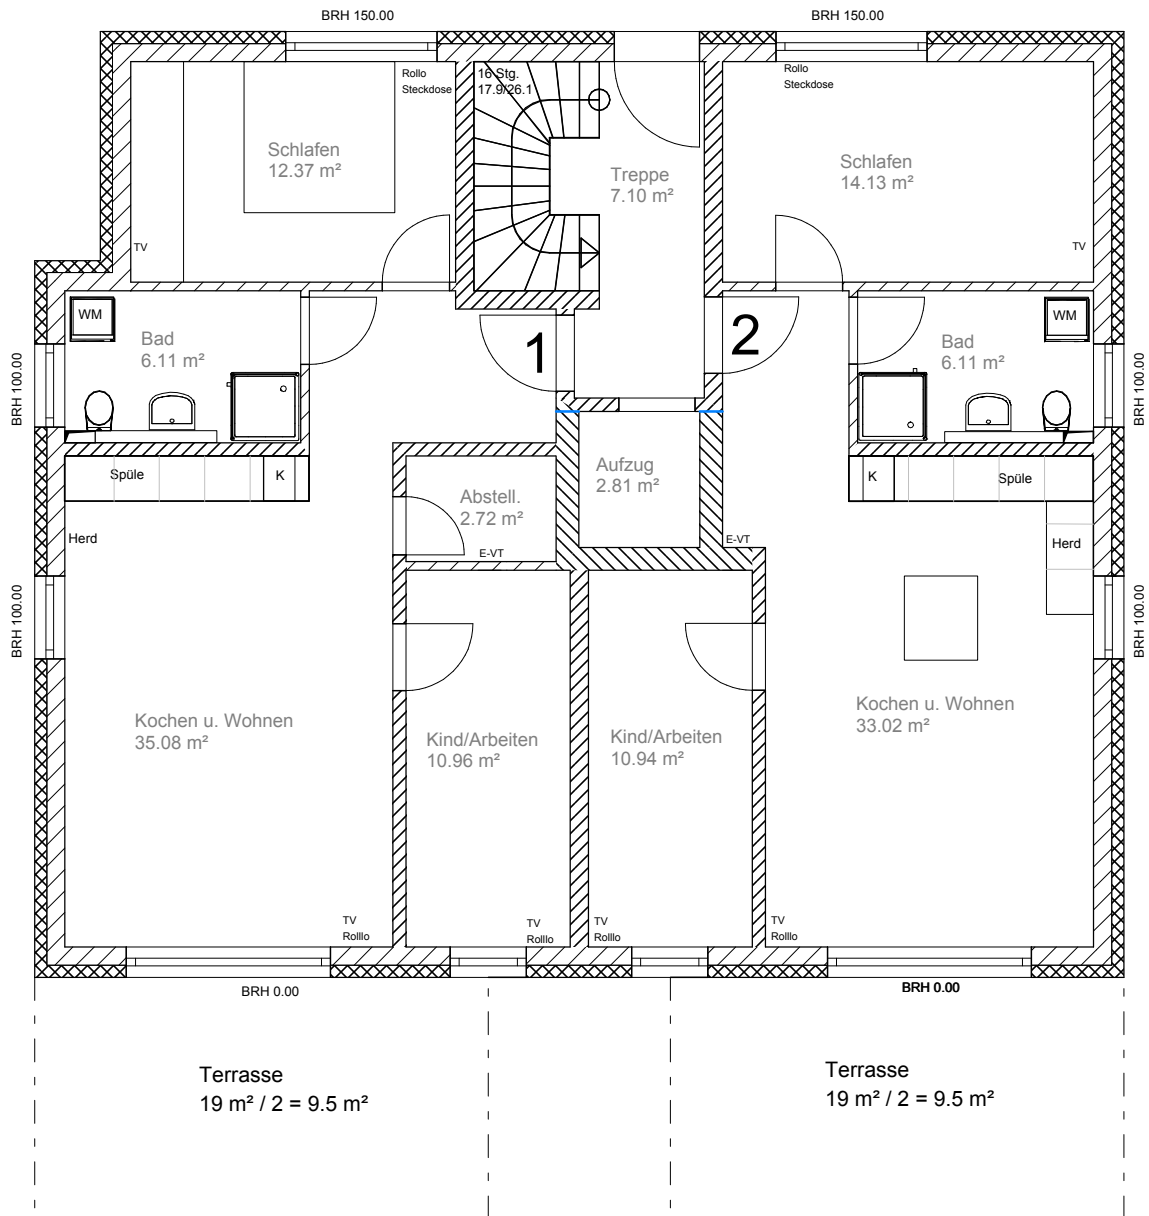 BRH 150.00
BRH 150.00
Rollo
Steckdose
16 Stg.
17.9/26.1
Rollo
Steckdose
Schlafen
12.37 m²
Treppe
7.10 m²
Schlafen
14.13 m²
TV
TV
WM
Bad
6.11 m²
1
2
Bad
6.11 m²
WM
BRH 100.00
BRH 100.00
Spüle
K
Abstell.
2.72 m²
Aufzug
2.81 m²
K
Spüle
Herd
E-VT
E-VT
Herd
BRH 100.00
BRH 100.00
Kochen u. Wohnen
35.08 m²
Kind/Arbeiten
10.96 m²
Kind/Arbeiten
10.94 m²
Kochen u. Wohnen
33.02 m²
TV
Rolllo
TV
Rolllo
TV
Rolllo
TV
Rolllo
BRH 0.00
BRH 0.00
Terrasse
19 m² / 2 = 9.5 m²
Terrasse
19 m² / 2 = 9.5 m²